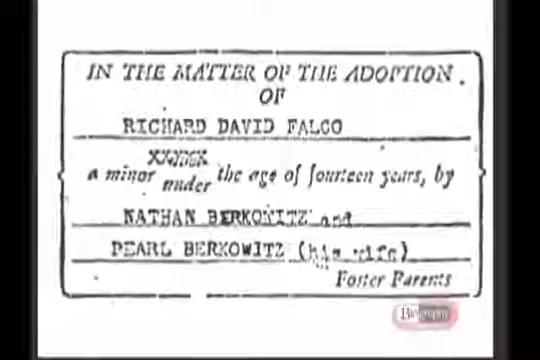 IN THE MATTER OF THE ADOPTION
OF
RICHARD DAVID FALCO
a minor under the age of fourteen years, by
NATHAN BERKOWITZ and
PEARL BERKOWITZ (his wife)
Foster Parents